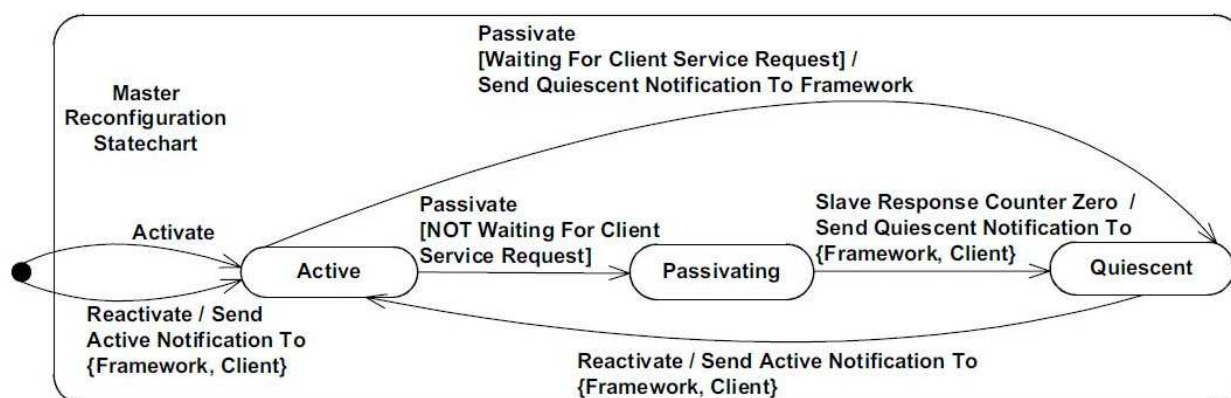 Passivate
[Waiting For Client Service Request] /
Send Quiescent Notification To Framework
Master
Reconfiguration
Statechart
Activate
Passivate
[NOT Waiting For Client
Service Request]
Slave Response Counter Zero /
Send Quiescent Notification To
{Framework, Client}
Active
Passivating
Quiescent
Reactivate / Send
Active Notification To
{Framework, Client}
Reactivate / Send Active Notification To
{Framework, Client}